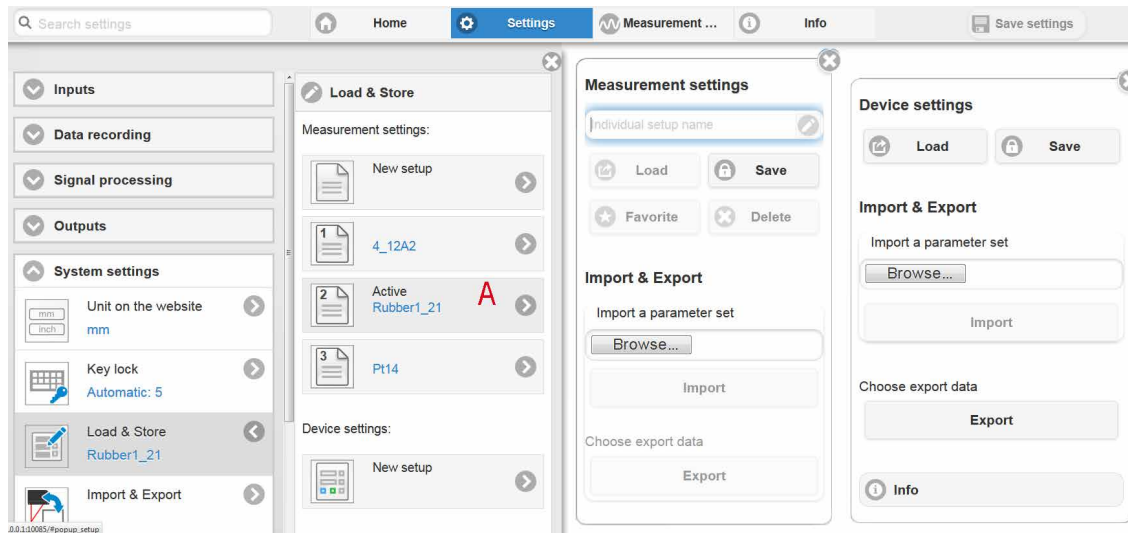 Search settings
Home
Settings
Measurement ...
Info
Save settings
Inputs
Data recording
Signal processing
Outputs
System settings
mm
inch
Unit on the website
mm
Key lock
Automatic: 5
Load & Store
Rubber1_21
Import & Export
.0.0.1:10085/#popup_setup
Load & Store
Measurement settings:
New setup
1
4_12A2
2
Active
Rubber1_21
A
3
Pt14
Device settings:
New setup
Measurement settings
Individual setup name
Load
Save
Favorite
Delete
Import & Export
Import a parameter set
Browse...
Import
Choose export data
Export
Device settings
Load
Save
Import & Export
Import a parameter set
Browse...
Import
Choose export data
Export
Info